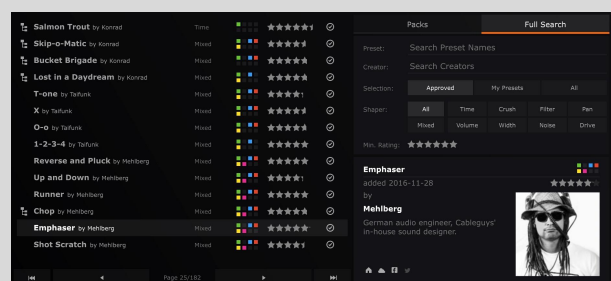 Salmon Trout by Konrad Time
Skip-o-Matic by Konrad Mixed
Bucket Brigade by Konrad Mixed
Lost in a Daydream by Konrad Mixed
T-one by Taifunk Mixed
X by Taifunk Mixed
O-o by Taifunk Mixed
1-2-3-4 by Taifunk Mixed
Reverse and Pluck by Mehlberg Mixed
Up and Down by Mehlberg Mixed
Runner by Mehlberg Mixed
Chop by Mehlberg Mixed
Emphaser by Mehlberg Mixed
Shot Scratch by Mehlberg Mixed
Page 25/182
Packs Full Search
Preset: Search Preset Names
Creator: Search Creators
Selection: Approved My Presets All
Shaper: All Time Crush Filter Pan
Mixed Volume Width Noise Drive
Min. Rating:
Emphaser
added 2016-11-28
by
Mehlberg
German audio engineer, Cableguys'
in-house sound designer.